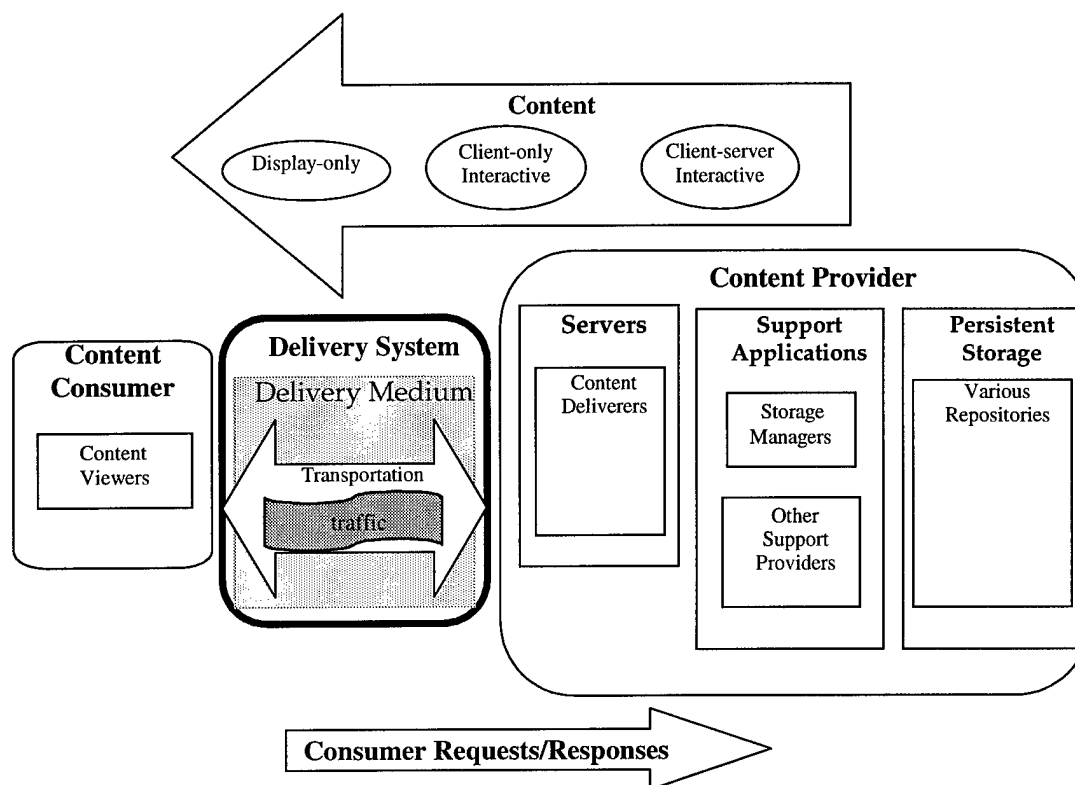 Content
Display-only
Client-only
Interactive
Client-server
Interactive
Content Provider
Content
Consumer
Content
Viewers
Delivery System
Delivery Medium
Transportation
traffic
Servers
Content
Deliverers
Support
Applications
Storage
Managers
Other
Support
Providers
Persistent
Storage
Various
Repositories
Consumer Requests/Responses